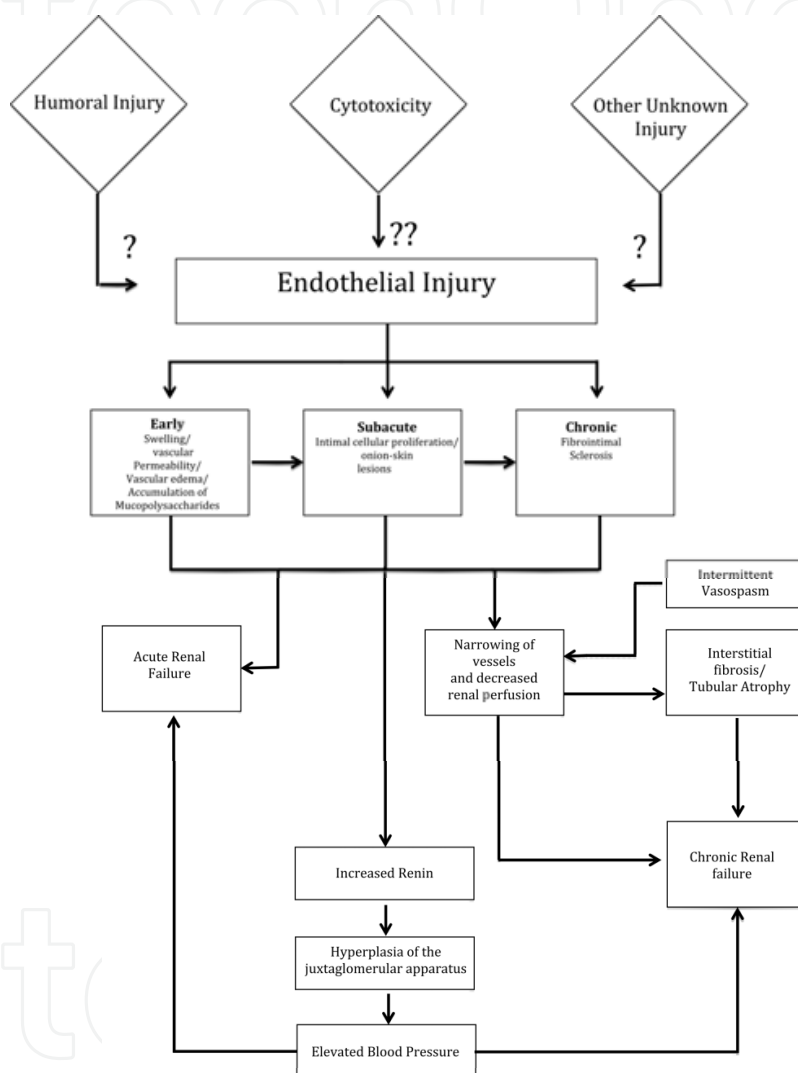 Humoral Injury
Cytotoxicity
Other Unknown
Injury
?
??
?
Endothelial Injury
Early
Swelling/
vascular
Permeability/
Vascular edema/
Accumulation of
Mucopolysaccharides
Subacute
Intimal cellular proliferation/
onion-skin
lesions
Chronic
Fibrointimal
Sclerosis
Intermittent
Vasospasm
Acute Renal
Failure
Narrowing of
vessels
and decreased
renal perfusion
Interstitial
fibrosis/
Tubular Atrophy
Chronic Renal
failure
Increased Renin
Hyperplasia of the
juxtaglomerular apparatus
Elevated Blood Pressure